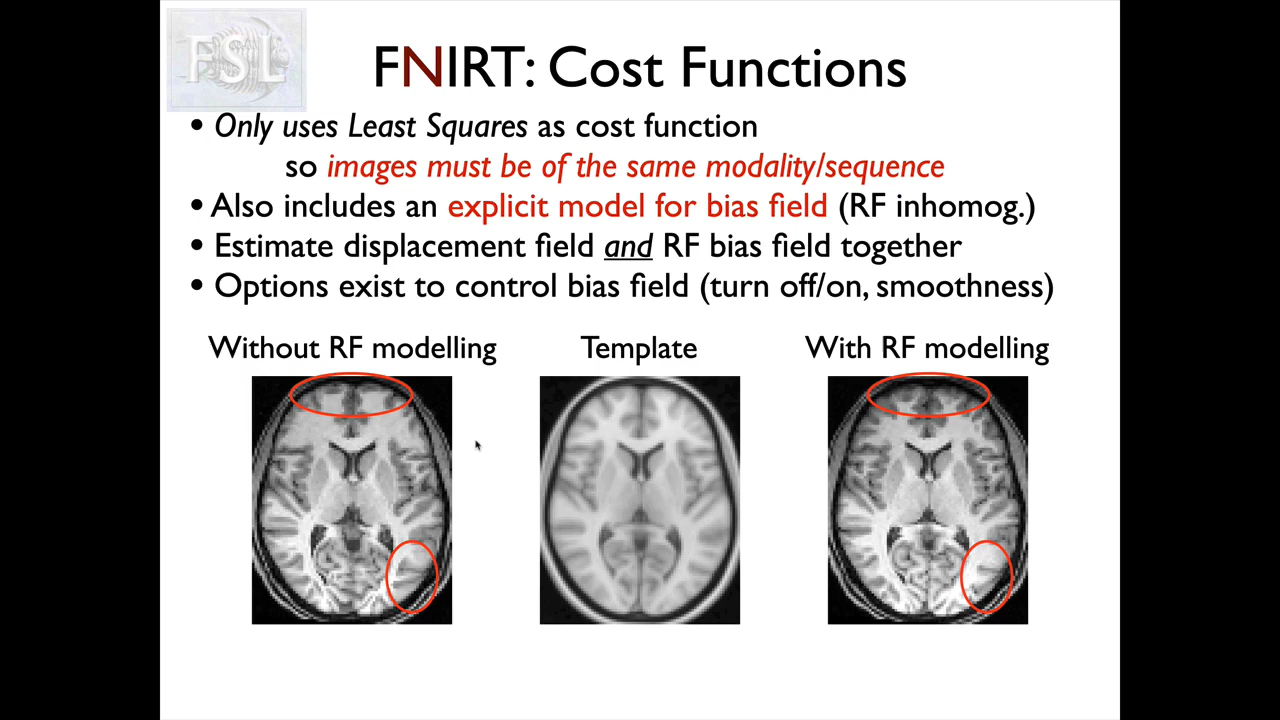 FSL
FNIRT: Cost Functions
• Only uses Least Squares as cost function
so images must be of the same modality/sequence
• Also includes an explicit model for bias field (RF inhomog.)
• Estimate displacement field and RF bias field together
• Options exist to control bias field (turn off/on, smoothness)
Without RF modelling
Template
With RF modelling